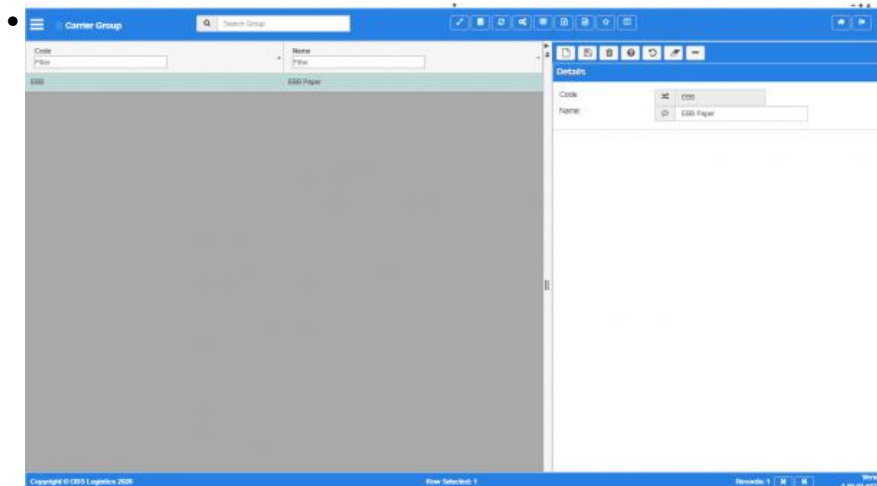 Carrier Group
Search Group
Code
Name
Filter
Filter
EBB
EBB Paper
Details
Code:
EBB
Name:
EBB Paper
Copyright © OBS Logistics 2020
Row Selected: 1
Records: 1